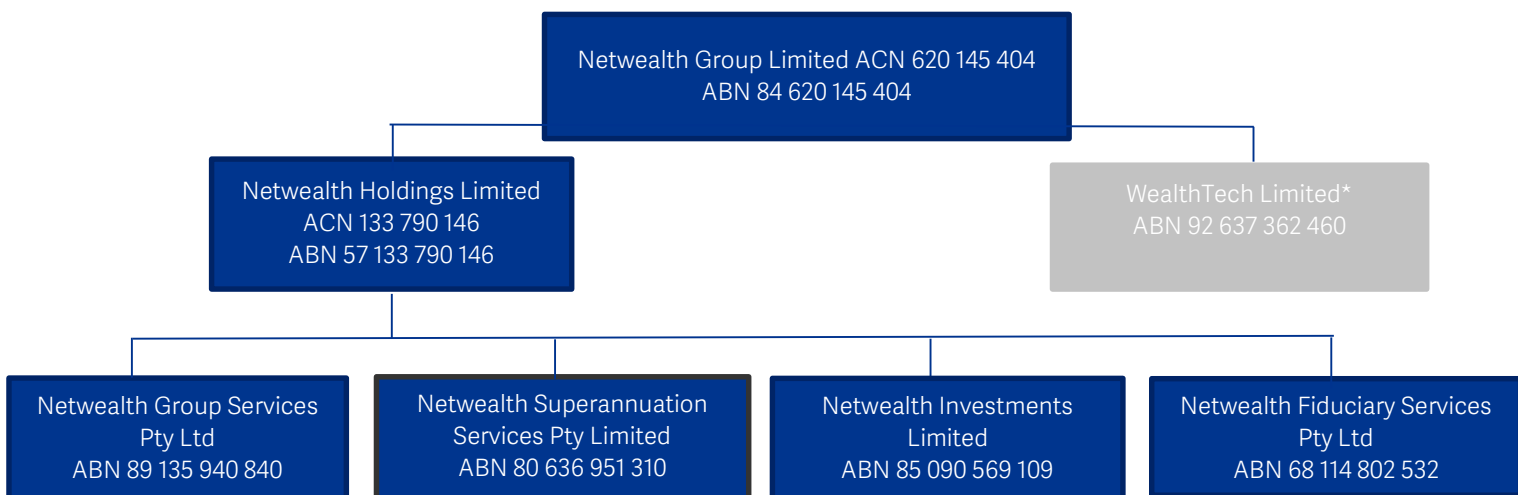 Netwealth Group Limited ACN 620 145 404
ABN 84 620 145 404
Netwealth Holdings Limited
ACN 133 790 146
ABN 57 133 790 146
WealthTech Limited*
ABN 92 637 362 460
Netwealth Group Services
Pty Ltd
ABN 89 135 940 840
Netwealth Superannuation
Services Pty Limited
ABN 80 636 951 310
Netwealth Investments
Limited
ABN 85 090 569 109
Netwealth Fiduciary Services
Pty Ltd
ABN 68 114 802 532